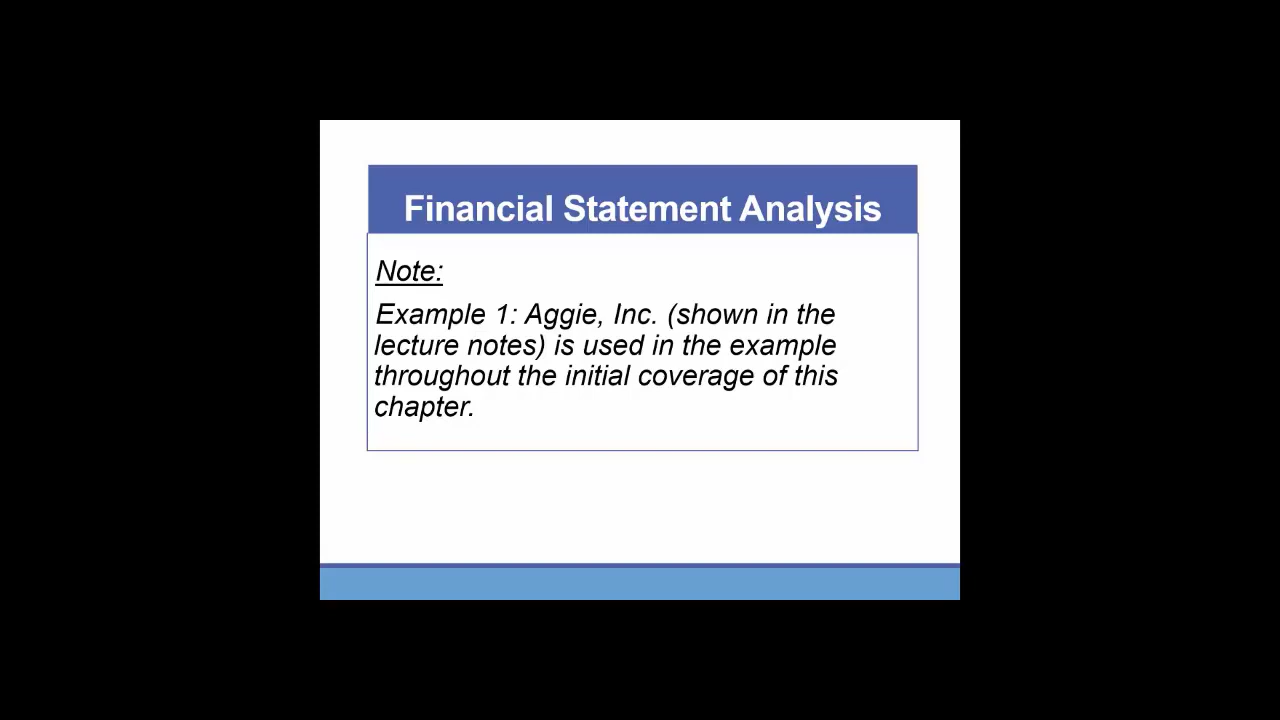 Financial Statement Analysis
Note:
Example 1: Aggie, Inc. (shown in the
lecture notes) is used in the example
throughout the initial coverage of this
chapter.